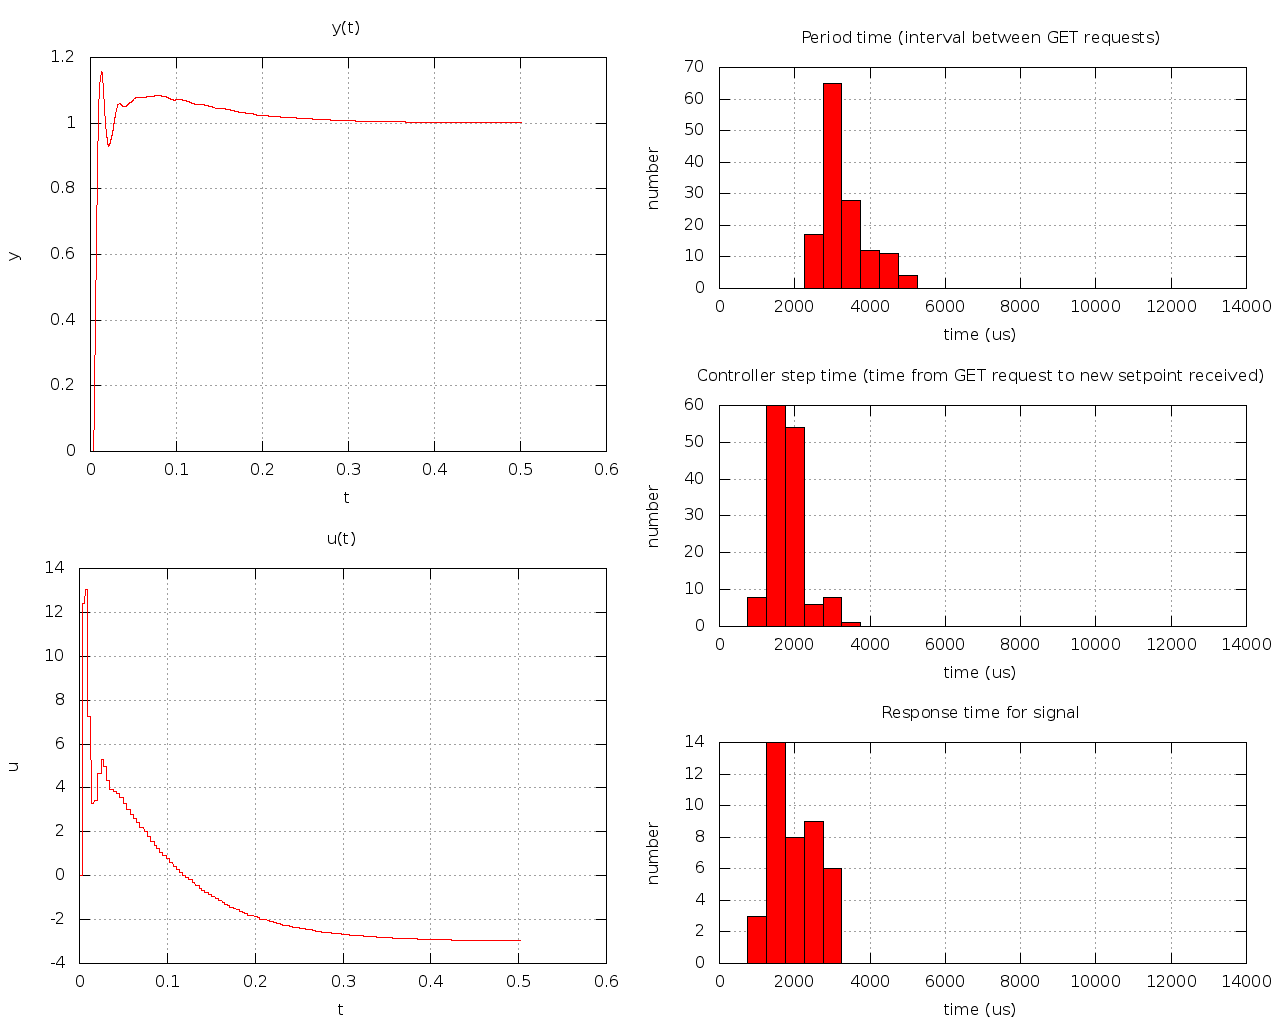 y(t)
1.2
1
0.8
0.6
0.4
0.2
0
y
0 0.1 0.2 0.3 0.4 0.5 0.6
t
u(t)
14
12
10
8
6
4
2
0
-2
-4
u
0 0.1 0.2 0.3 0.4 0.5 0.6
t
Period time (interval between GET requests)
70
60
50
40
30
20
10
0
number
0 2000 4000 6000 8000 10000 12000 14000
time (us)
Controller step time (time from GET request to new setpoint received)
60
50
40
30
20
10
0
number
0 2000 4000 6000 8000 10000 12000 14000
time (us)
Response time for signal
14
12
10
8
6
4
2
0
number
0 2000 4000 6000 8000 10000 12000 14000
time (us)